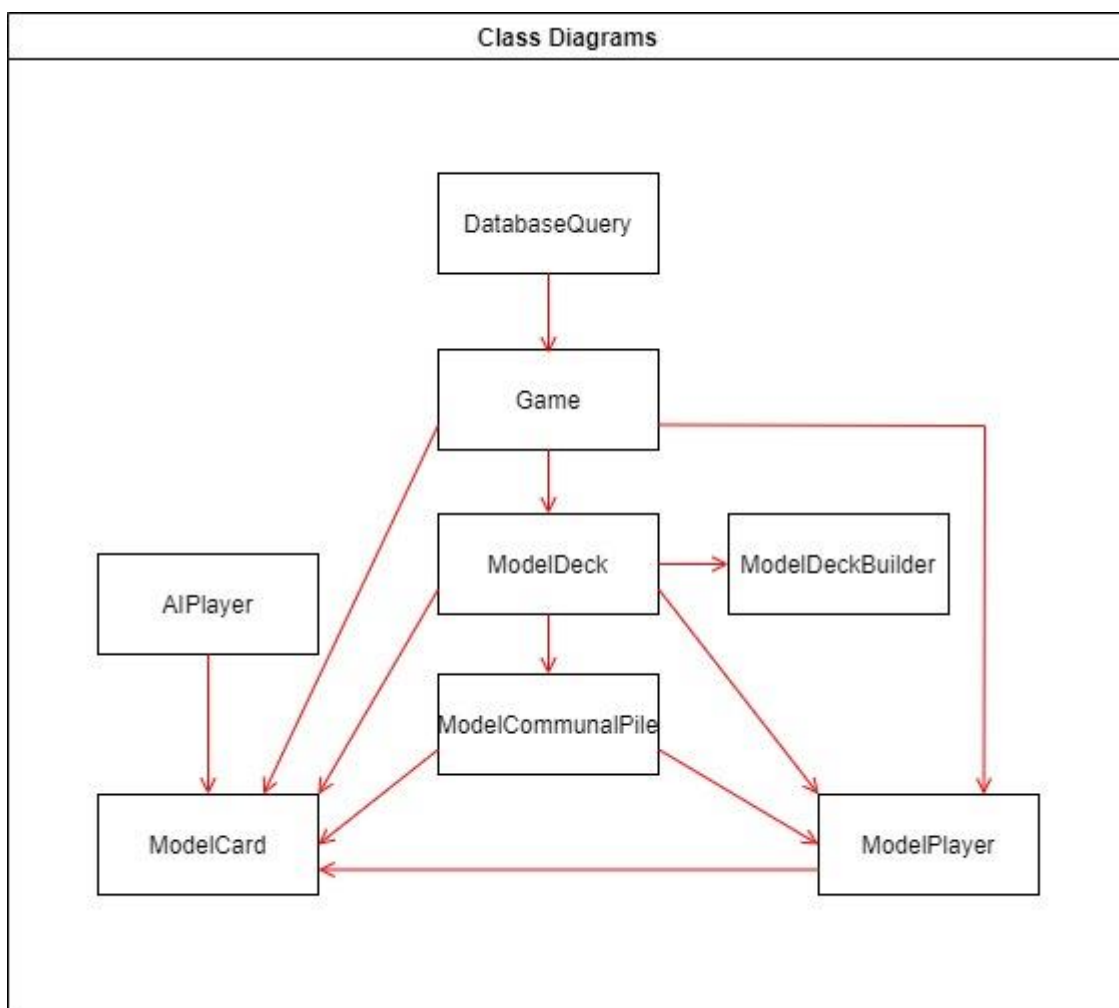 Class Diagrams
DatabaseQuery
Game
ModelDeck
ModelDeckBuilder
AIPlayer
ModelCommunalPile
ModelCard
ModelPlayer